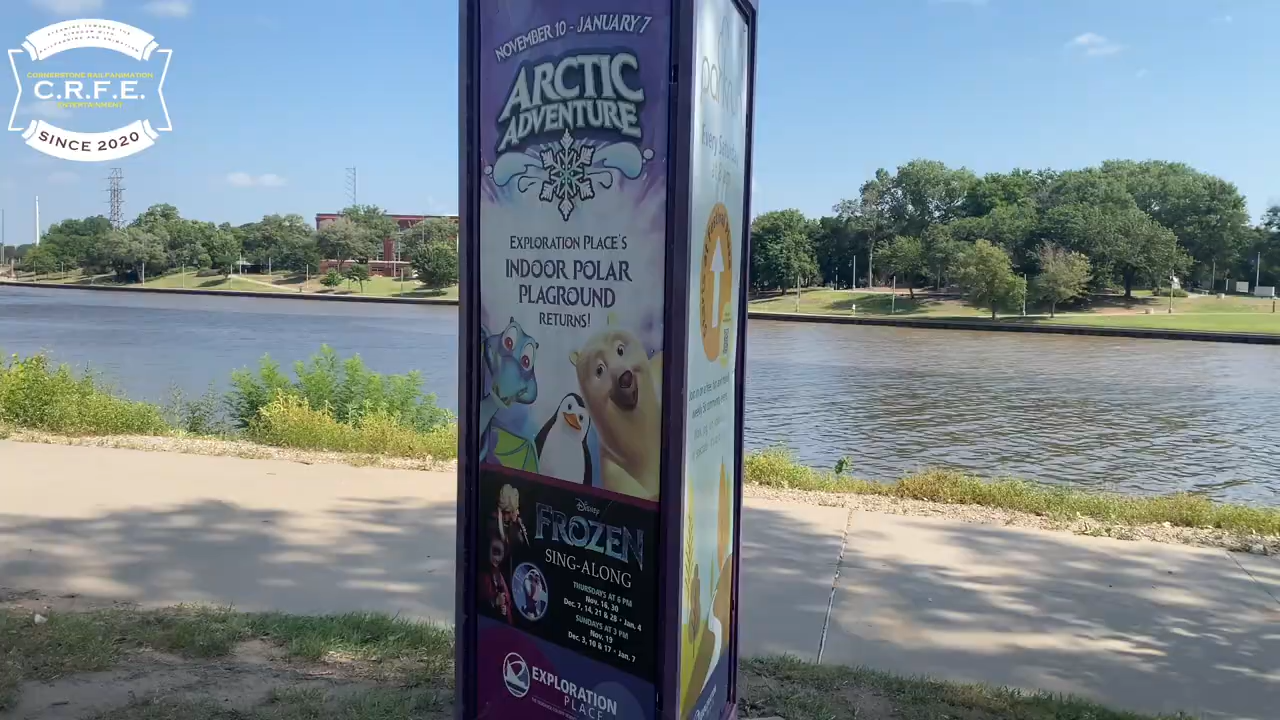 CORNERSTONE RAILFANIMATION
C.R.F.E.
ENTERTAINMENT
SINCE 2020
NOVEMBER 10 - JANUARY 7
ARCTIC
ADVENTURE
EXPLORATION PLACE'S
INDOOR POLAR
PLAGROUND
RETURNS!
Disney
FROZEN
SING-ALONG
THURSDAYS AT 6 PM
Nov. 16, 30
Dec. 7, 14, 21 & 28 • Jan. 4
SUNDAYS AT 3 PM
Nov. 19
Dec. 3, 10 & 17 • Jan. 7
EXPLORATION
PLACE
Every Saturday